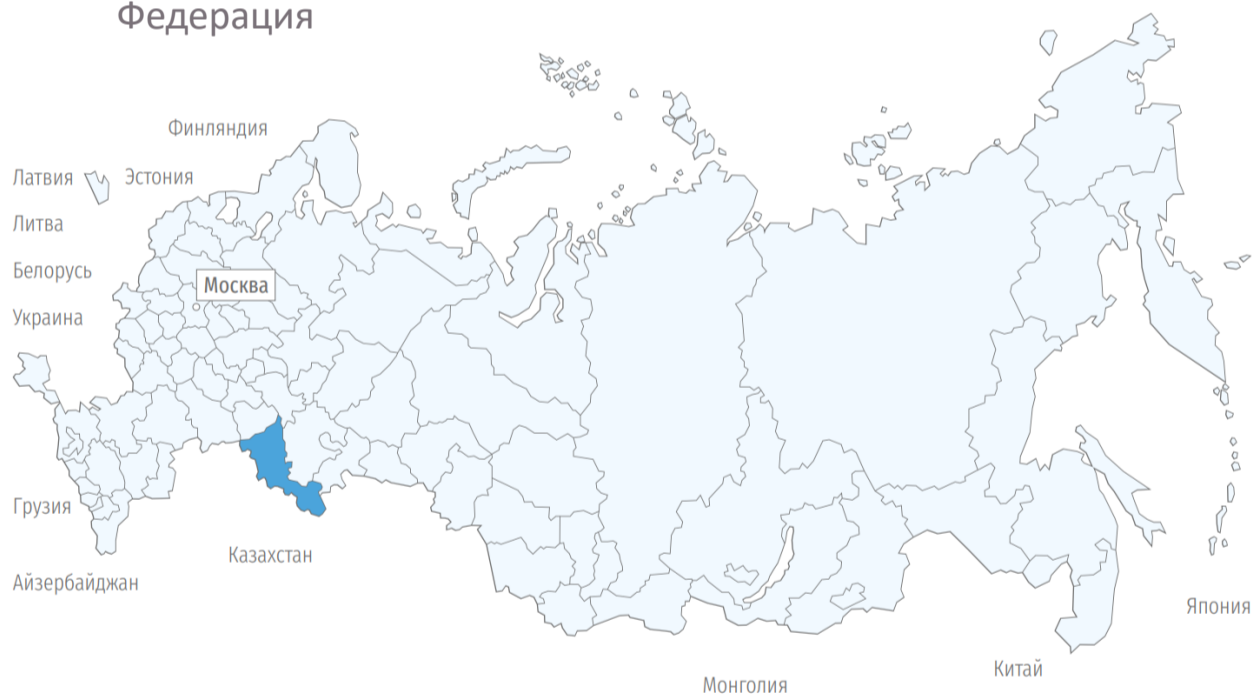 Федерация
Финляндия
Латвия
Эстония
Литва
Белорусь
Москва
Украина
Грузия
Казахстан
Айзербайджан
Япония
Китай
Монголия